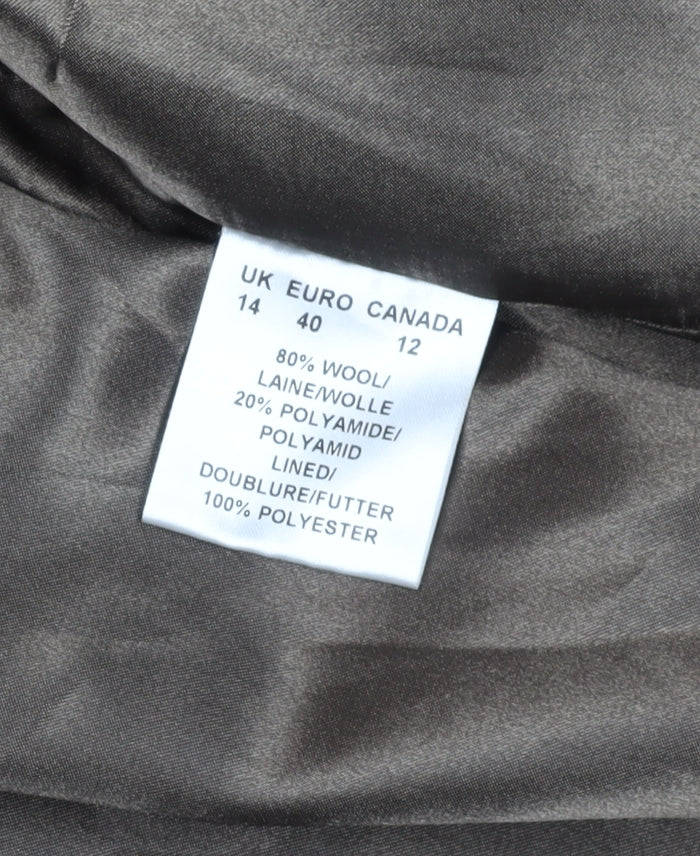 UK EURO CANADA
14 40 12
80% WOOL/
LAINE/WOLLE
20% POLYAMIDE/
POLYAMID
LINED/
DOUBLURE/FUTTER
100% POLYESTER